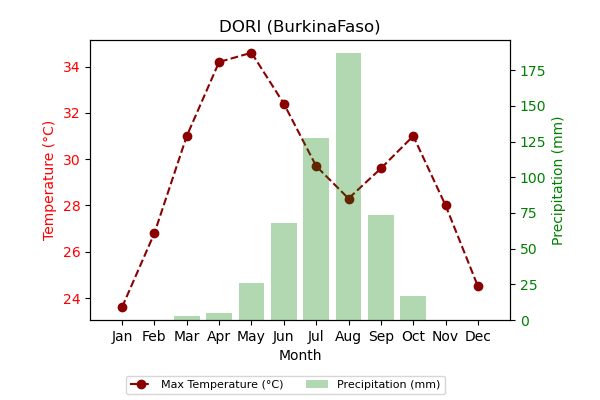 DORI (BurkinaFaso)
Temperature (°C)
34
32
30
28
26
24
Precipitation (mm)
175
150
125
100
75
50
25
0
Jan Feb Mar Apr May Jun Jul Aug Sep Oct Nov Dec
Month
Max Temperature (°C) Precipitation (mm)